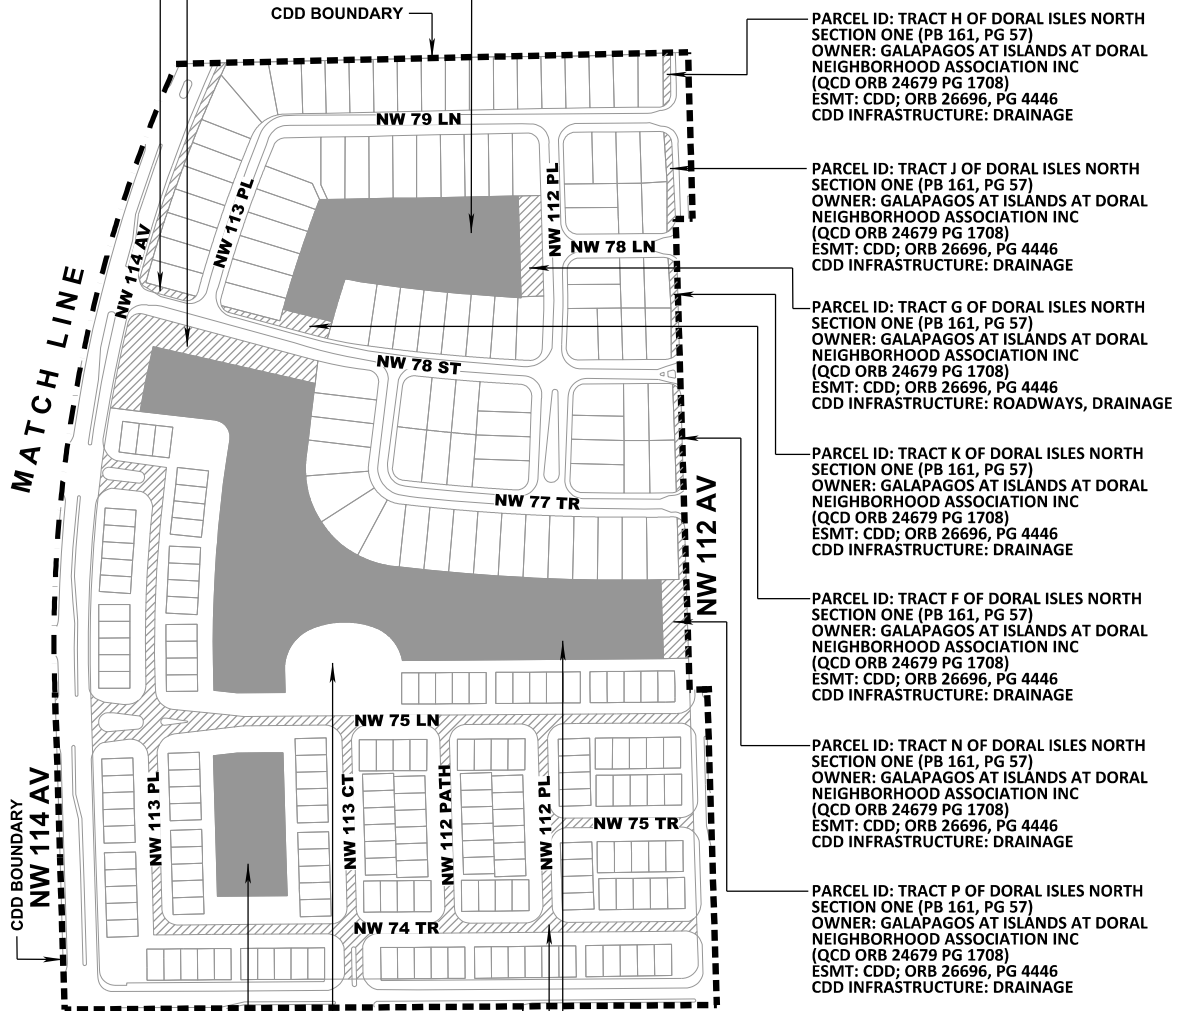 CDD BOUNDARY
NW 79 LN
NW 113 PL
NW 112 PL
NW 78 LN
NW 114 AV
MATCH LINE
NW 78 ST
NW 77 TR
NW 112 AV
NW 75 LN
NW 113 PL
NW 113 CT
NW 112 PATH
NW 112 PL
NW 75 TR
NW 74 TR
NW 114 AV
CDD BOUNDARY
PARCEL ID: TRACT H OF DORAL ISLES NORTH
SECTION ONE (PB 161, PG 57)
OWNER: GALAPAGOS AT ISLANDS AT DORAL
NEIGHBORHOOD ASSOCIATION INC
(QCD ORB 24679 PG 1708)
ESMT: CDD; ORB 26696, PG 4446
CDD INFRASTRUCTURE: DRAINAGE
PARCEL ID: TRACT J OF DORAL ISLES NORTH
SECTION ONE (PB 161, PG 57)
OWNER: GALAPAGOS AT ISLANDS AT DORAL
NEIGHBORHOOD ASSOCIATION INC
(QCD ORB 24679 PG 1708)
ESMT: CDD; ORB 26696, PG 4446
CDD INFRASTRUCTURE: DRAINAGE
PARCEL ID: TRACT G OF DORAL ISLES NORTH
SECTION ONE (PB 161, PG 57)
OWNER: GALAPAGOS AT ISLANDS AT DORAL
NEIGHBORHOOD ASSOCIATION INC
(QCD ORB 24679 PG 1708)
ESMT: CDD; ORB 26696, PG 4446
CDD INFRASTRUCTURE: ROADWAYS, DRAINAGE
PARCEL ID: TRACT K OF DORAL ISLES NORTH
SECTION ONE (PB 161, PG 57)
OWNER: GALAPAGOS AT ISLANDS AT DORAL
NEIGHBORHOOD ASSOCIATION INC
(QCD ORB 24679 PG 1708)
ESMT: CDD; ORB 26696, PG 4446
CDD INFRASTRUCTURE: DRAINAGE
PARCEL ID: TRACT F OF DORAL ISLES NORTH
SECTION ONE (PB 161, PG 57)
OWNER: GALAPAGOS AT ISLANDS AT DORAL
NEIGHBORHOOD ASSOCIATION INC
(QCD ORB 24679 PG 1708)
ESMT: CDD; ORB 26696, PG 4446
CDD INFRASTRUCTURE: DRAINAGE
PARCEL ID: TRACT N OF DORAL ISLES NORTH
SECTION ONE (PB 161, PG 57)
OWNER: GALAPAGOS AT ISLANDS AT DORAL
NEIGHBORHOOD ASSOCIATION INC
(QCD ORB 24679 PG 1708)
ESMT: CDD; ORB 26696, PG 4446
CDD INFRASTRUCTURE: DRAINAGE
PARCEL ID: TRACT P OF DORAL ISLES NORTH
SECTION ONE (PB 161, PG 57)
OWNER: GALAPAGOS AT ISLANDS AT DORAL
NEIGHBORHOOD ASSOCIATION INC
(QCD ORB 24679 PG 1708)
ESMT: CDD; ORB 26696, PG 4446
CDD INFRASTRUCTURE: DRAINAGE